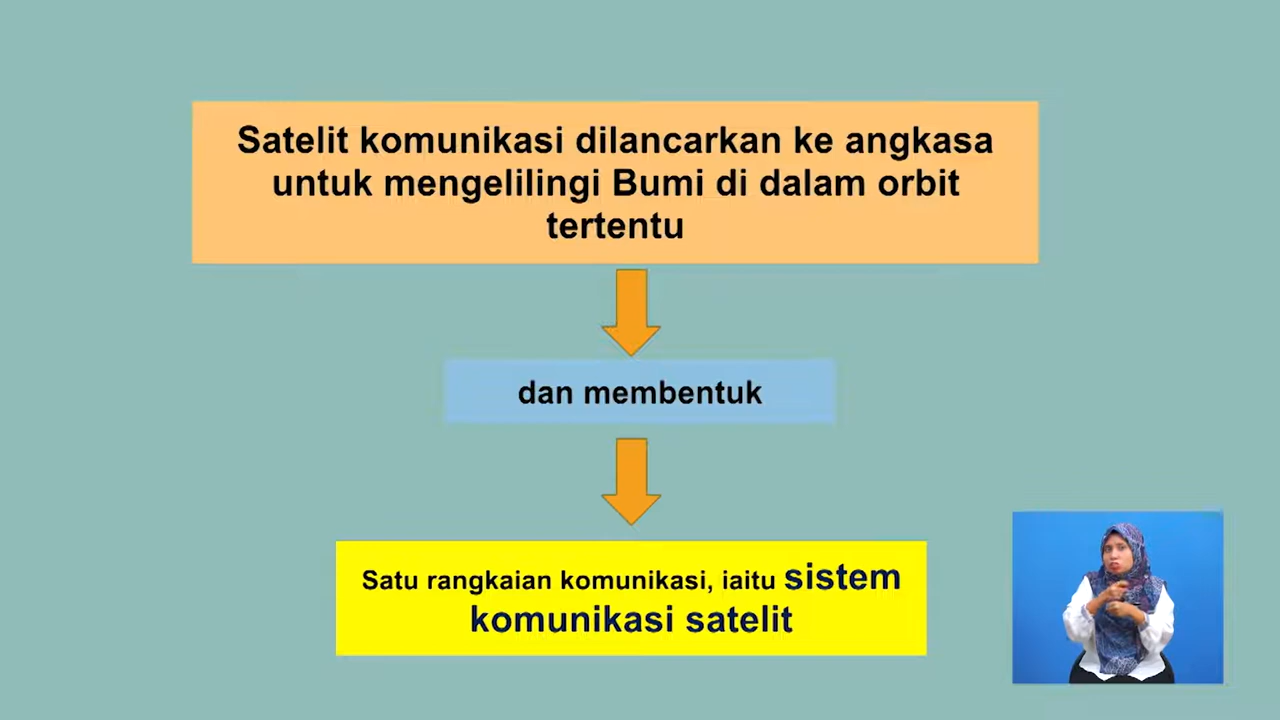 Satelit komunikasi dilancarkan ke angkasa
untuk mengelilingi Bumi di dalam orbit
tertentu
dan membentuk
Satu rangkaian komunikasi, iaitu sistem
komunikasi satelit